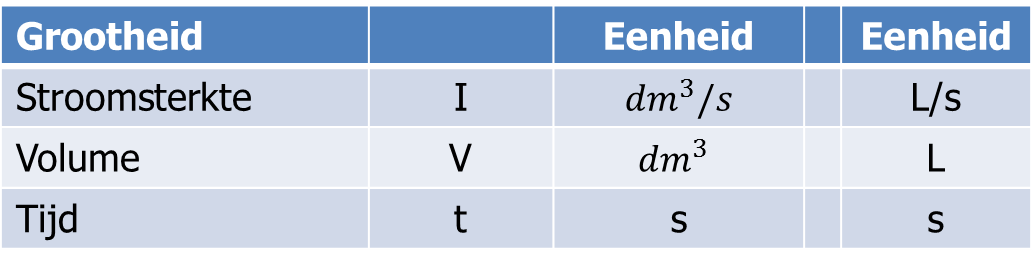 Grootheid Eenheid Eenheid
Stroomsterkte I dm³/s L/s
Volume V dm³ L
Tijd t s s